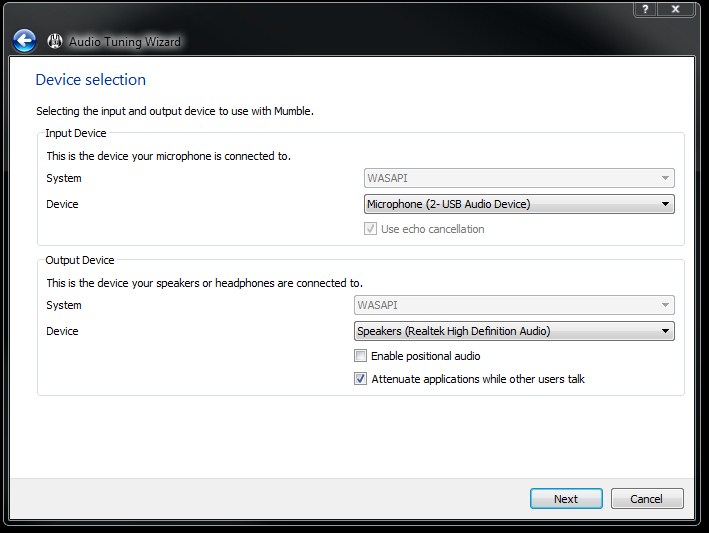 ?
X
Audio Tuning Wizard
Device selection
Selecting the input and output device to use with Mumble.
Input Device
This is the device your microphone is connected to.
System WASAPI
Device Microphone (2- USB Audio Device)
Use echo cancellation
Output Device
This is the device your speakers or headphones are connected to.
System WASAPI
Device Speakers (Realtek High Definition Audio)
Enable positional audio
Attenuate applications while other users talk
Next Cancel